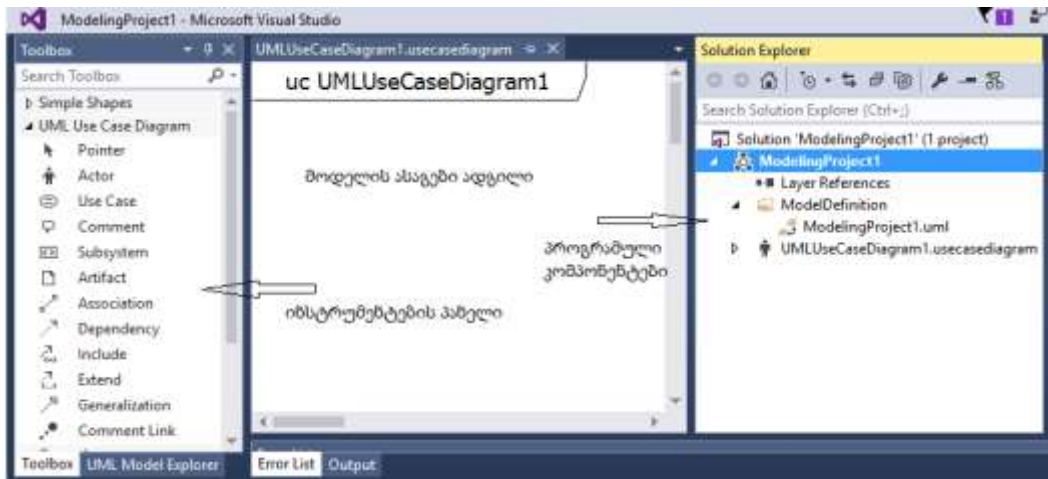 ModelingProject1 - Microsoft Visual Studio
1
Toolbox
Search Toolbox
Simple Shapes
UML Use Case Diagram
Pointer
Actor
Use Case
Comment
Subsystem
Artifact
Association
Dependency
Include
Extend
Generalization
Comment Link
Toolbox UML Model Explorer
UMLUseCaseDiagram1.usecasediagram
uc UMLUseCaseDiagram1
მოდელის ასაგები ადგილი
პროგრამული
კომპონენტები
ინსტრუმენტების პანელი
Error List Output
Solution Explorer
Search Solution Explorer (Ctrl+;)
Solution 'ModelingProject1' (1 project)
ModelingProject1
Layer References
ModelDefinition
ModelingProject1.uml
UMLUseCaseDiagram1.usecasediagram